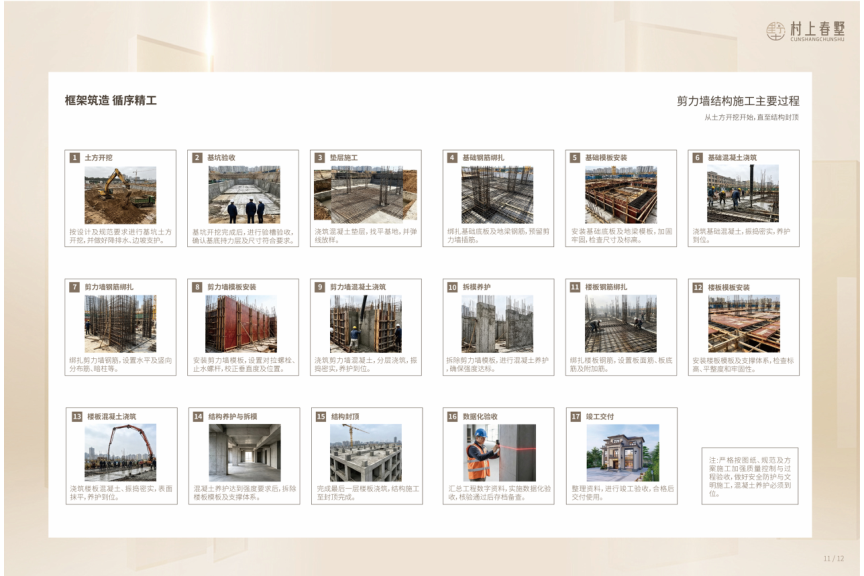 村上春墅
CUNSHANGCHUNSHU
框架筑造 循序精工
剪力墙结构施工主要过程
从土方开挖开始,直至结构封顶
1 土方开挖
按设计及规范要求进行基坑土方
开挖,并做好降排水、边坡支护。
2 基坑验收
基坑开挖完成后,进行验槽验收,
确认基底持力层及尺寸符合要求。
3 垫层施工
浇筑混凝土垫层,找平基地,并弹
线放样。
4 基础钢筋绑扎
绑扎基础底板及地梁钢筋,预留剪
力墙插筋。
5 基础模板安装
安装基础底板及地梁模板,加固
牢固,检查尺寸及标高。
6 基础混凝土浇筑
浇筑基础混凝土,振捣密实,养护
到位。
7 剪力墙钢筋绑扎
绑扎剪力墙钢筋,设置水平及竖向
分布筋、暗柱等。
8 剪力墙模板安装
安装剪力墙模板,设置对拉螺栓、
止水螺杆,校正垂直度及位置。
9 剪力墙混凝土浇筑
浇筑剪力墙混凝土,分层浇筑,振
捣密实,养护到位。
10 拆模养护
拆除剪力墙模板,进行混凝土养护
,确保强度达标。
11 楼板钢筋绑扎
绑扎楼板钢筋,设置板面筋、板底
筋及附加筋。
12 楼板模板安装
安装楼板模板及支撑体系,检查标
高、平整度和牢固性。
13 楼板混凝土浇筑
浇筑楼板混凝土、振捣密实,表面
抹平,养护到位。
14 结构养护与拆模
混凝土养护达到强度要求后,拆除
楼板模板及支撑体系。
15 结构封顶
完成最后一层楼板浇筑,结构施工
至封顶完成。
16 数据化验收
汇总工程数字资料,实施数据化验
收,核验通过后存档备查。
17 竣工交付
整理资料,进行竣工验收,合格后
交付使用。
注:严格按图纸、规范及方
案施工加强质量控制与过
程验收,做好安全防护与文
明施工,混凝土养护必须到
位。
11 / 12